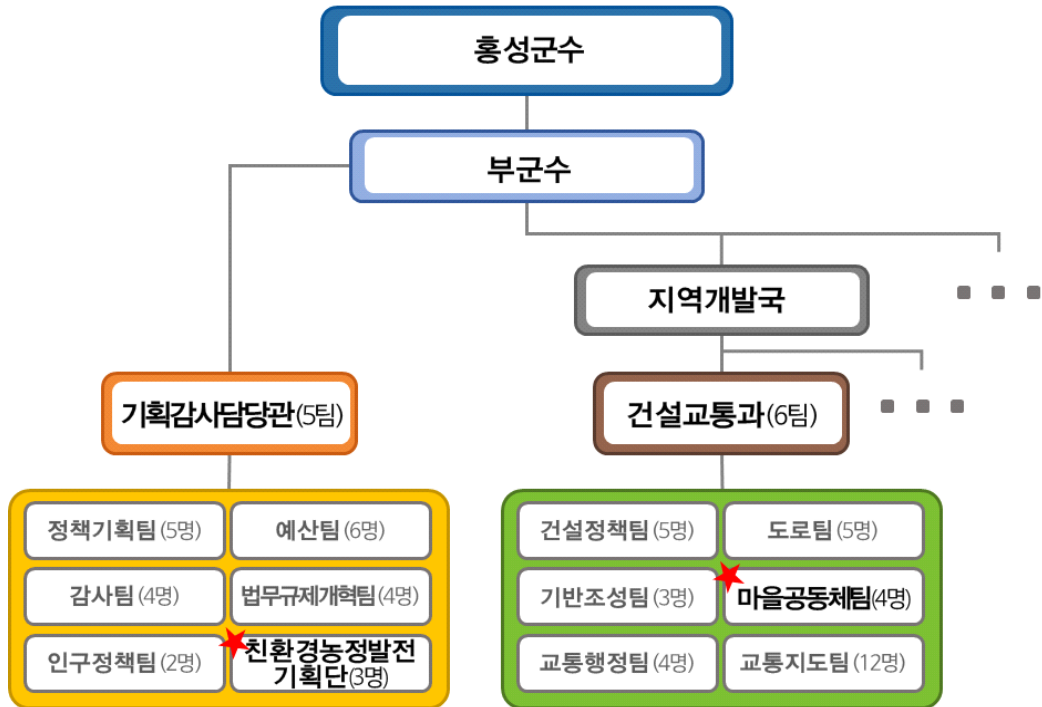 홍성군수
부군수
지역개발국
기획감사담당관(5팀)
건설교통과(6팀)
정책기획팀(5명)
예산팀(6명)
감사팀(4명)
법무규제개혁팀(4명)
인구정책팀(2명)
친환경농정발전
기획단(3명)
건설정책팀(5명)
도로팀(5명)
기반조성팀(3명)
마을공동체팀(4명)
교통행정팀(4명)
교통지도팀(12명)